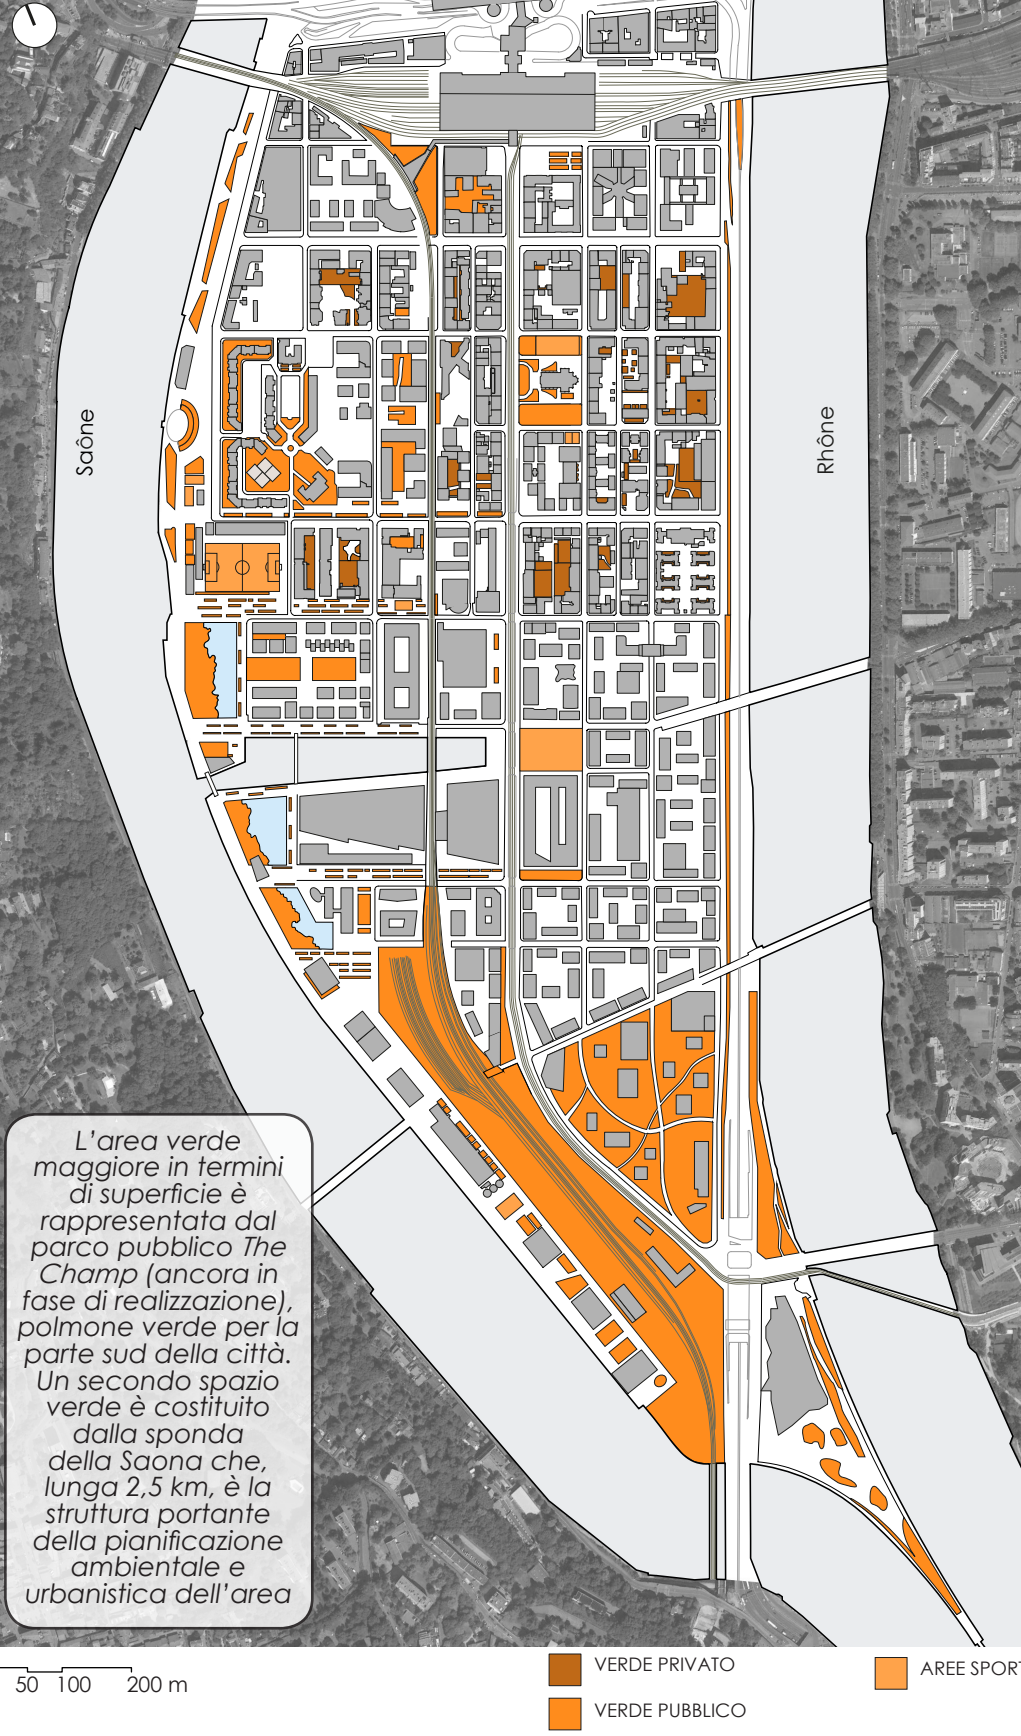 Saône
Rhône
L'area verde
maggiore in termini
di superficie è
rappresentata dal
parco pubblico The
Champ (ancora in
fase di realizzazione),
polmone verde per la
parte sud della città.
Un secondo spazio
verde è costituito
dalla sponda
della Saona che,
lunga 2,5 km, è la
struttura portante
della pianificazione
ambientale e
urbanistica dell'area
50 100 200 m
VERDE PRIVATO
VERDE PUBBLICO
AREE SPORT